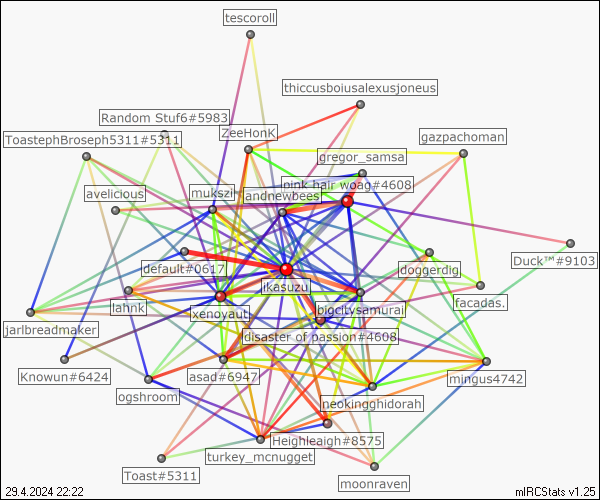 tescoroll
thiccusboiusalexusjoneus
Random Stuf6#5983
ToastephBroseph5311#5311
ZeeHonK
gazpachoman
gregor_samsa
pink hair woag#4608
avelicious
mukszi
andnewbees
Duck™#9103
default#0617
doggerdig
ikasuzu
facadas.
lahnk
xenoyaut
bigcitysamurai
jarlbreadmaker
disaster of passion#4608
Knowun#6424
asad#6947
mingus4742
ogshroom
neokingghidorah
Heighleaigh#8575
turkey_mcnugget
Toast#5311
moonraven
29.4.2024 22:22
mIRCStats v1.25